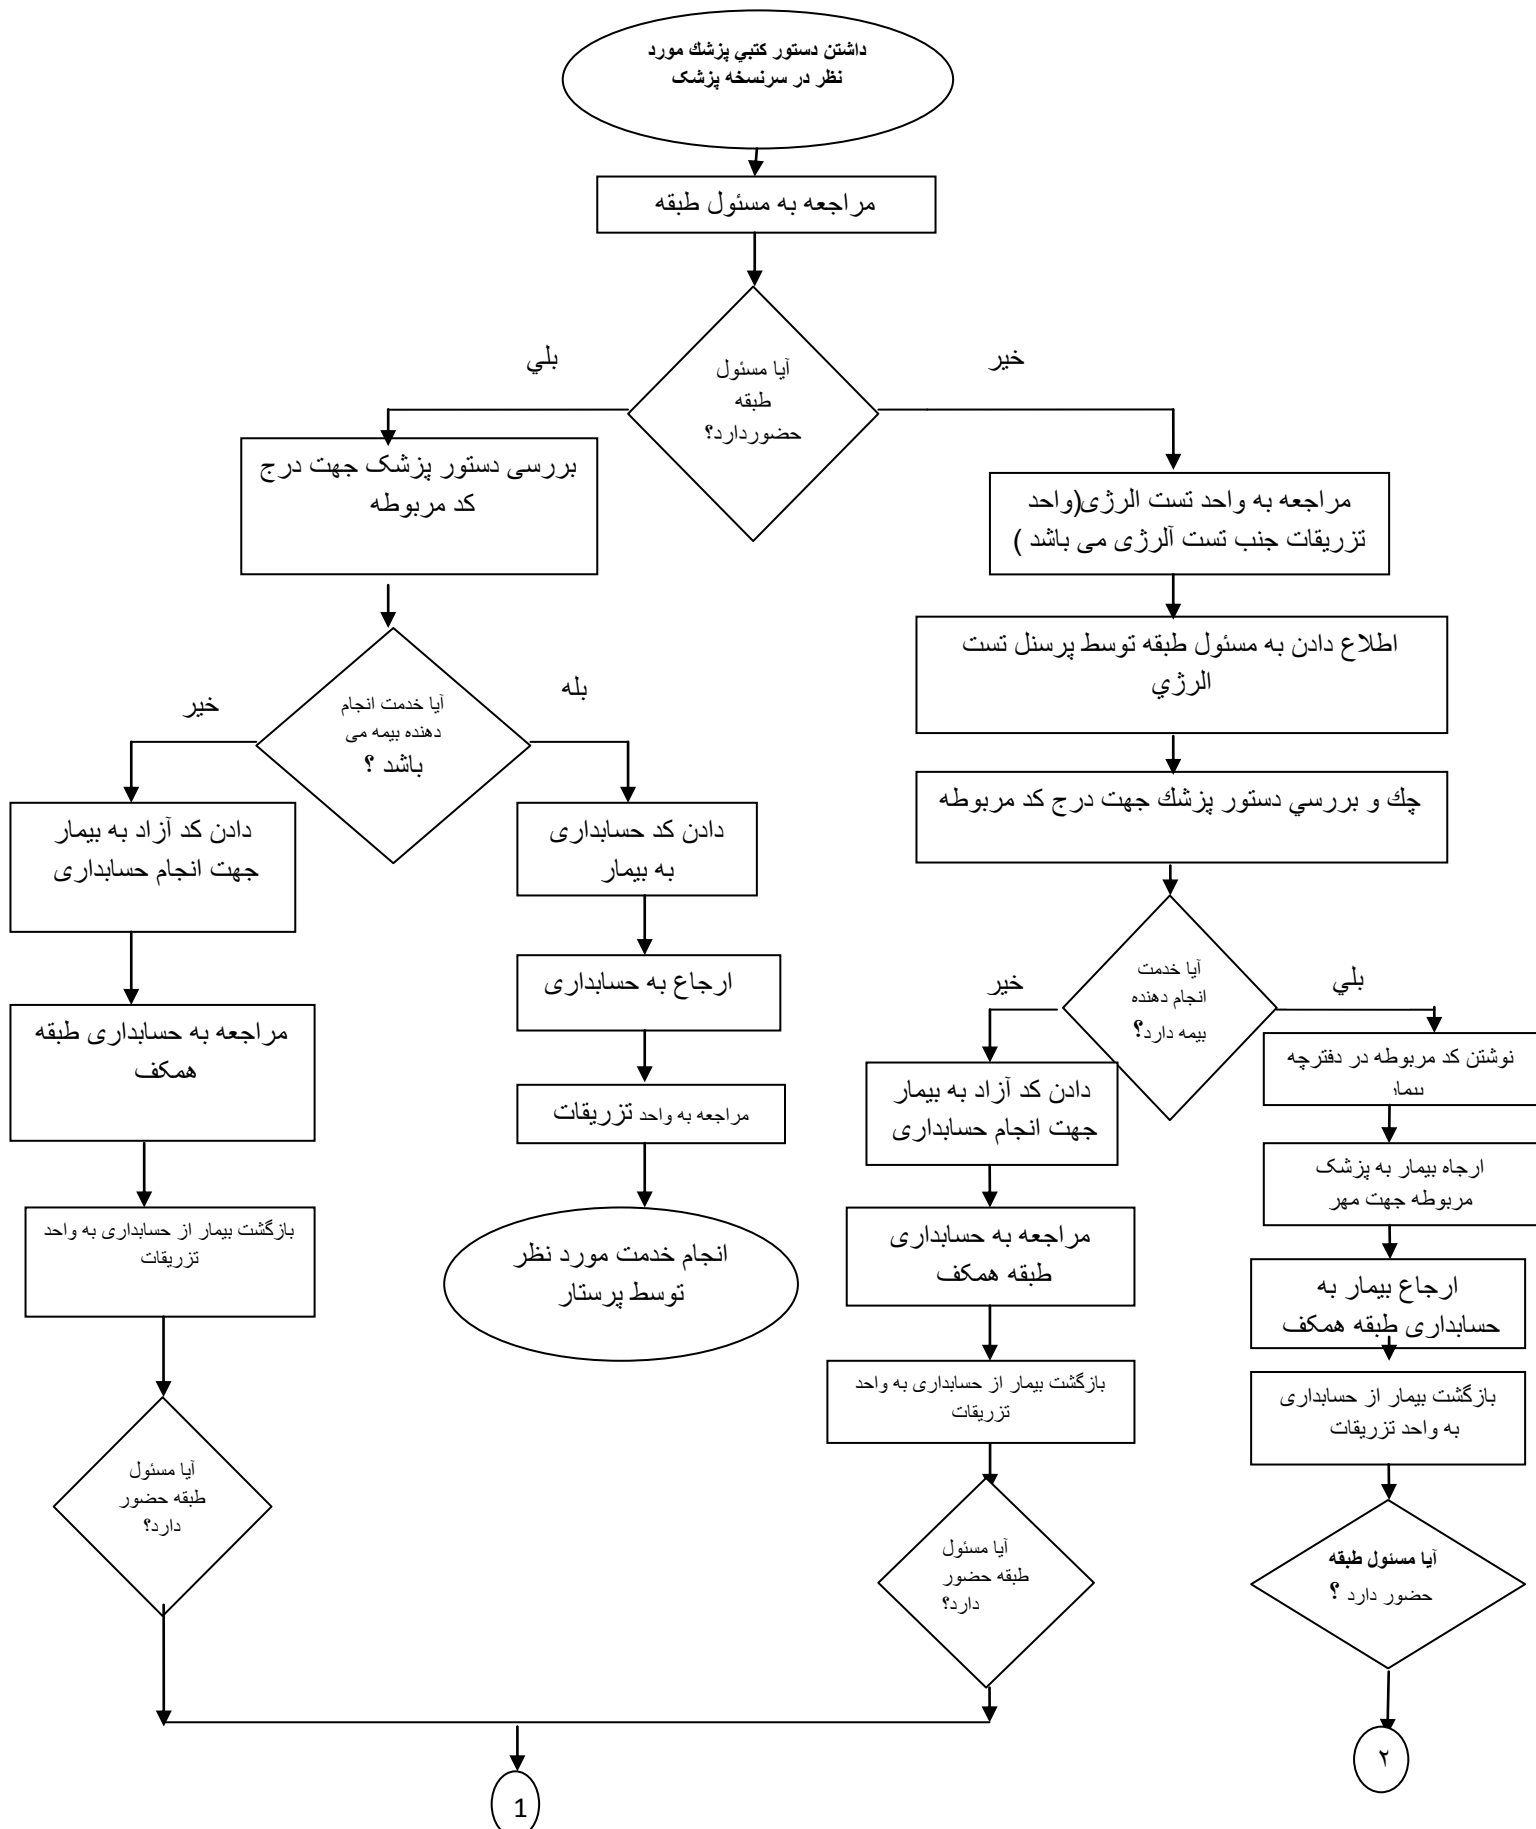 داشتن دستور كتبي پزشك مورد
نظر در سرنسخه پزشک
مراجعه به مسئول طبقه
آیا مسئول
طبقه
حضوردارد؟
خیر
بلي
مراجعه به واحد تست الرژی(واحد
تزریقات جنب تست آلرژی می باشد )
اطلاع دادن به مسئول طبقه توسط پرسنل تست
الرژي
چك و بررسي دستور پزشك جهت درج كد مربوطه
آیا خدمت
انجام دهنده
بیمه دارد؟
بلي
خیر
نوشتن کد مربوطه در دفترچه
بیمار
ارجاه بیمار به پزشک
مربوطه جهت مهر
ارجاع بیمار به
حسابداری طبقه همکف
بازگشت بیمار از حسابداری
به واحد تزریقات
آیا مسئول طبقه
حضور دارد ؟
۲
دادن کد آزاد به بیمار
جهت انجام حسابداری
مراجعه به حسابداری
طبقه همکف
بازگشت بیمار از حسابداری به واحد
تزریقات
آیا مسئول
طبقه حضور
دارد؟
بررسی دستور پزشک جهت درج
کد مربوطه
آیا خدمت انجام
دهنده بیمه می
باشد ؟
بله
خیر
دادن کد حسابداری
به بیمار
ارجاع به حسابداری
مراجعه به واحد تزریقات
انجام خدمت مورد نظر
توسط پرستار
دادن کد آزاد به بیمار
جهت انجام حسابداری
مراجعه به حسابداری طبقه
همکف
بازگشت بیمار از حسابداری به واحد
تزریقات
آیا مسئول
طبقه حضور
دارد؟
1